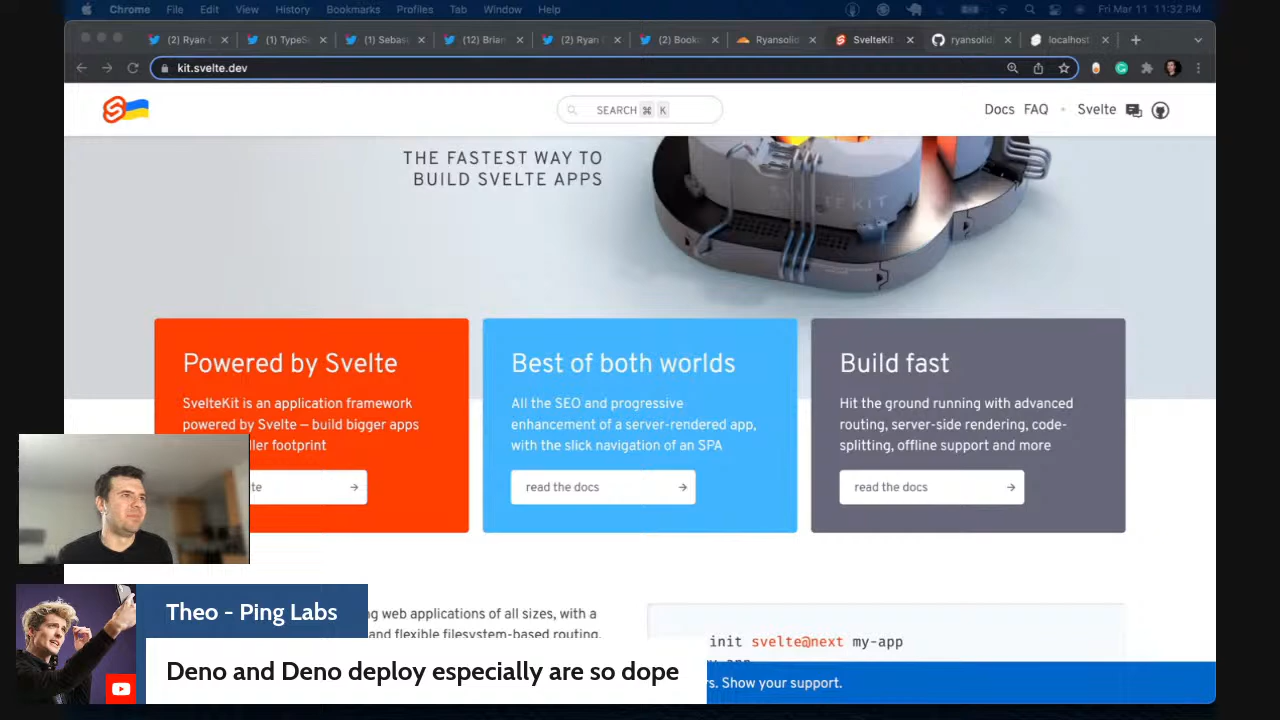 Chrome File Edit View History Bookmarks Profiles Tab Window Help Fri Mar 11 11:32 PM
(2) Ryan (1) TypeS (1) Sebas (12) Brian (2) Ryan (2) Book Ryansolid SvelteKit ryansolid localhost
kit.svelte.dev
SEARCH ⌘ K
Docs FAQ • Svelte
THE FASTEST WAY TO
BUILD SVELTE APPS
SVELTEKIT
Powered by Svelte
SvelteKit is an application framework
powered by Svelte — build bigger apps
footprint
Best of both worlds
All the SEO and progressive
enhancement of a server-rendered app,
with the slick navigation of an SPA
read the docs →
Build fast
Hit the ground running with advanced
routing, server-side rendering, code-
splitting, offline support and more
read the docs →
web applications of all sizes, with a
and flexible filesystem-based routing.
init svelte@next my-app
Show your support.
Theo - Ping Labs
Deno and Deno deploy especially are so dope